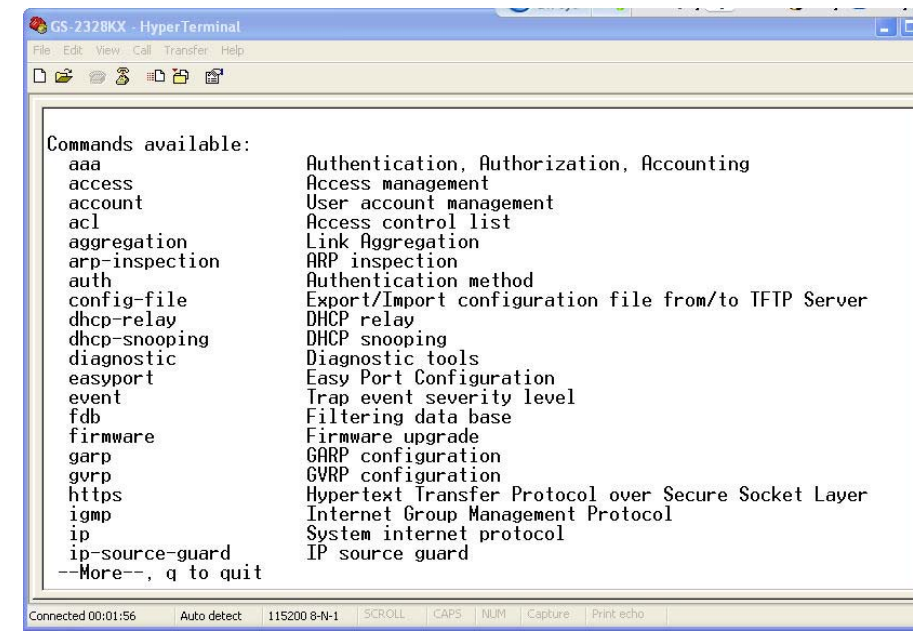 GS-2328KX - HyperTerminal
File Edit View Call Transfer Help
Commands available:
aaa Authentication, Authorization, Accounting
access Access management
account User account management
acl Access control list
aggregation Link Aggregation
arp-inspection ARP inspection
auth Authentication method
config-file Export/Import configuration file from/to TFTP Server
dhcp-relay DHCP relay
dhcp-snooping DHCP snooping
diagnostic Diagnostic tools
easyport Easy Port Configuration
event Trap event severity level
fdb Filtering data base
firmware Firmware upgrade
garp GARP configuration
gvrp GVRP configuration
https Hypertext Transfer Protocol over Secure Socket Layer
igmp Internet Group Management Protocol
ip System internet protocol
ip-source-guard IP source guard
--More--, q to quit
Connected 00:01:56 Auto detect 115200 8-N-1 SCROLL CAPS NUM Capture Print echo